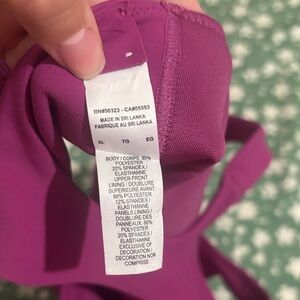 RN#56323 - CA#05553
MADE IN SRI LANKA
FABRIQUE AU SRI LANKA
XL TG EG
BODY / CORPS, 80%
POLYESTER
20% SPANDEX /
ELASTHANNE
UPPER FRONT
LINING / DOUBLURE
SUPERIEURE AVANT,
88% POLYESTER
12% SPANDEX /
ELASTHANNE
PANELS LINING /
DOUBLURE DES
PANNEAUX, 80%
POLYESTER
20% SPANDEX /
ELASTHANNE
EXCLUSIVE OF
DECORATION /
DECORATION NON
COMPRISE